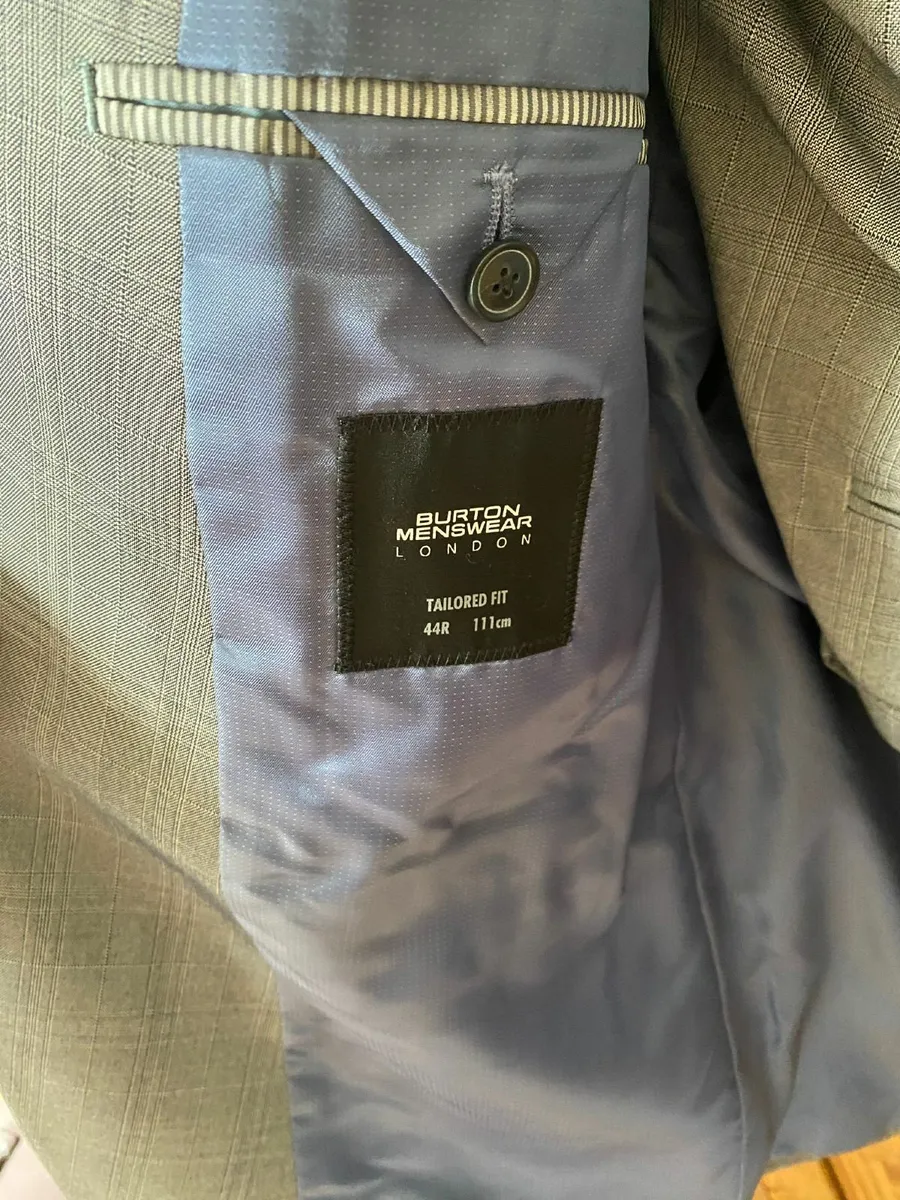 BURTON
MENSWEAR
LONDON
TAILORED FIT
44R 111cm